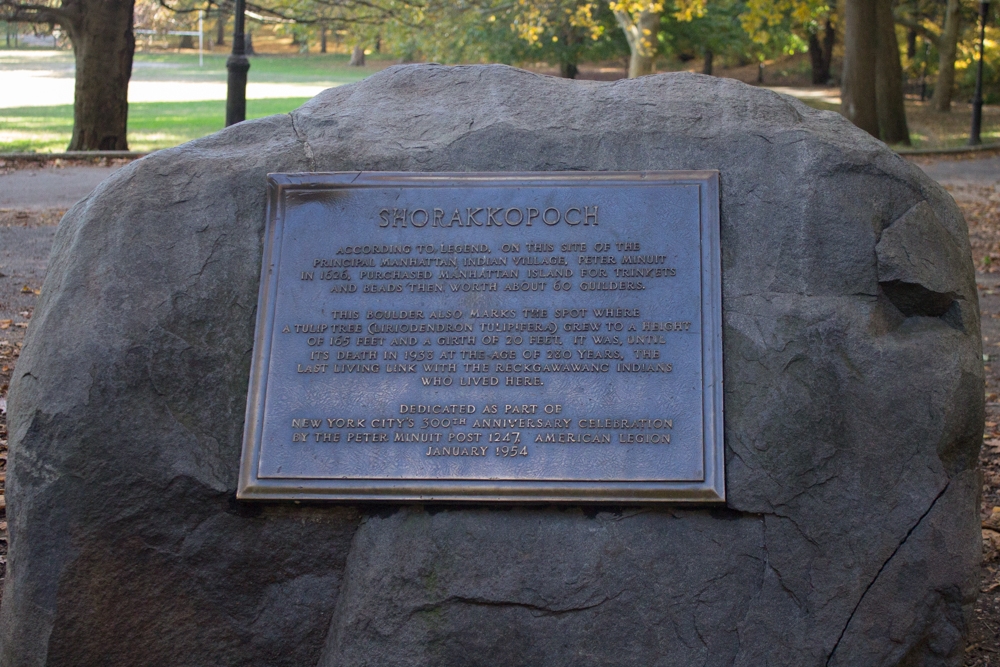 SHORAKKOPOCH
ACCORDING TO LEGEND, ON THIS SITE OF THE
PRINCIPAL MANHATTAN INDIAN VILLAGE, PETER MINUIT
IN 1626, PURCHASED MANHATTAN ISLAND FOR TRINKETS
AND BEADS THEN WORTH ABOUT 60 GUILDERS.
THIS BOULDER ALSO MARKS THE SPOT WHERE
A TULIP TREE (LIRIODENDRON TULIPIFERA) GREW TO A HEIGHT
OF 165 FEET AND A GIRTH OF 20 FEET. IT WAS, UNTIL
ITS DEATH IN 1933 AT THE AGE OF 280 YEARS, THE
LAST LIVING LINK WITH THE RECKGAWAWANC INDIANS
WHO LIVED HERE.
DEDICATED AS PART OF
NEW YORK CITY'S 300TH ANNIVERSARY CELEBRATION
BY THE PETER MINUIT POST 1247, AMERICAN LEGION
JANUARY 1954